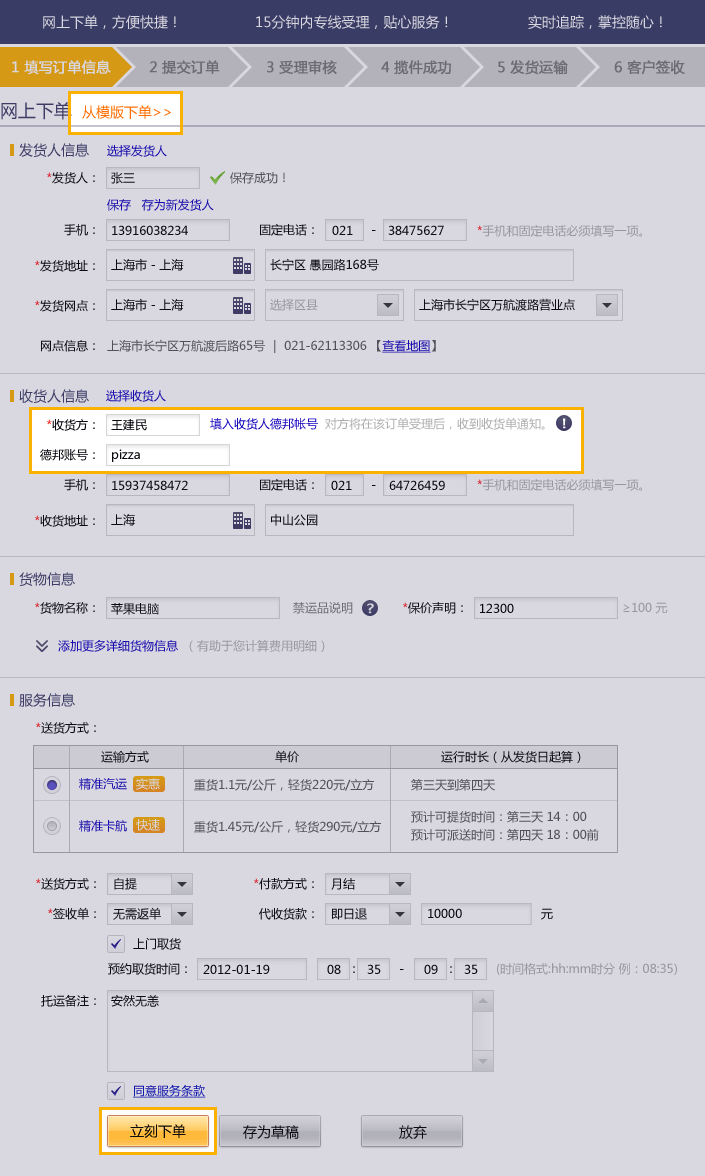 网上下单，方便快捷！ 15分钟内专线受理，贴心服务！ 实时追踪，掌控随心！
1 填写订单信息 2 提交订单 3 受理审核 4 揽件成功 5 发货运输 6 客户签收
网上下单 从模版下单>>
发货人信息 选择发货人
*发货人： 张三 保存成功！
保存 存为新发货人
手机： 13916038234 固定电话： 021 - 38475627 *手机和固定电话必须填写一项。
*发货地址： 上海市 - 上海 长宁区 愚园路168号
*发货网点： 上海市 - 上海 选择区县 上海市长宁区万航渡路营业点
网点信息： 上海市长宁区万航渡后路65号 | 021-62113306 【查看地图】
收货人信息 选择收货人
*收货方： 王建民 填入收货人德邦帐号 对方将在该订单受理后，收到收货单通知。 !
德邦账号： pizza
手机： 15937458472 固定电话： 021 - 64726459 *手机和固定电话必须填写一项。
*收货地址： 上海 中山公园
货物信息
*货物名称： 苹果电脑 禁运品说明 ? *保价声明： 12300 ≥100 元
添加更多详细货物信息 （有助于您计算费用明细）
服务信息
*送货方式：
运输方式 单价 运行时长（从发货日起算）
精准汽运 实惠 重货1.1元/公斤，轻货220元/立方 第三天到第四天
精准卡航 快速 重货1.45元/公斤，轻货290元/立方 预计可提货时间：第三天 14：00
预计可派送时间：第四天 18：00前
*送货方式： 自提 *付款方式： 月结
*签收单： 无需返单 代收货款： 即日退 10000 元
上门取货
预约取货时间： 2012-01-19 08 : 35 - 09 : 35 (时间格式:hh:mm时分 例：08:35)
托运备注： 安然无恙
同意服务条款
立刻下单 存为草稿 放弃